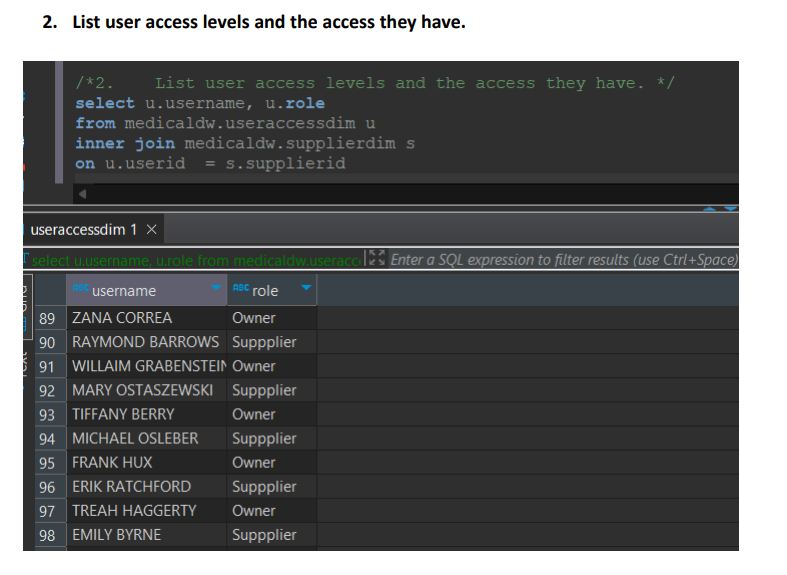 2. List user access levels and the access they have.
/*2. List user access levels and the access they have. */
select u.username, u.role
from medicaldw.useraccessdim u
inner join medicaldw.supplierdim s
on u.userid = s.supplierid
useraccessdim 1 ×
select u.username, u.role from medicaldw.useracc Enter a SQL expression to filter results (use Ctrl+Space)
ABC username ABC role
89 ZANA CORREA Owner
90 RAYMOND BARROWS Suppplier
91 WILLAIM GRABENSTEIN Owner
92 MARY OSTASZEWSKI Suppplier
93 TIFFANY BERRY Owner
94 MICHAEL OSLEBER Suppplier
95 FRANK HUX Owner
96 ERIK RATCHFORD Suppplier
97 TREAH HAGGERTY Owner
98 EMILY BYRNE Suppplier